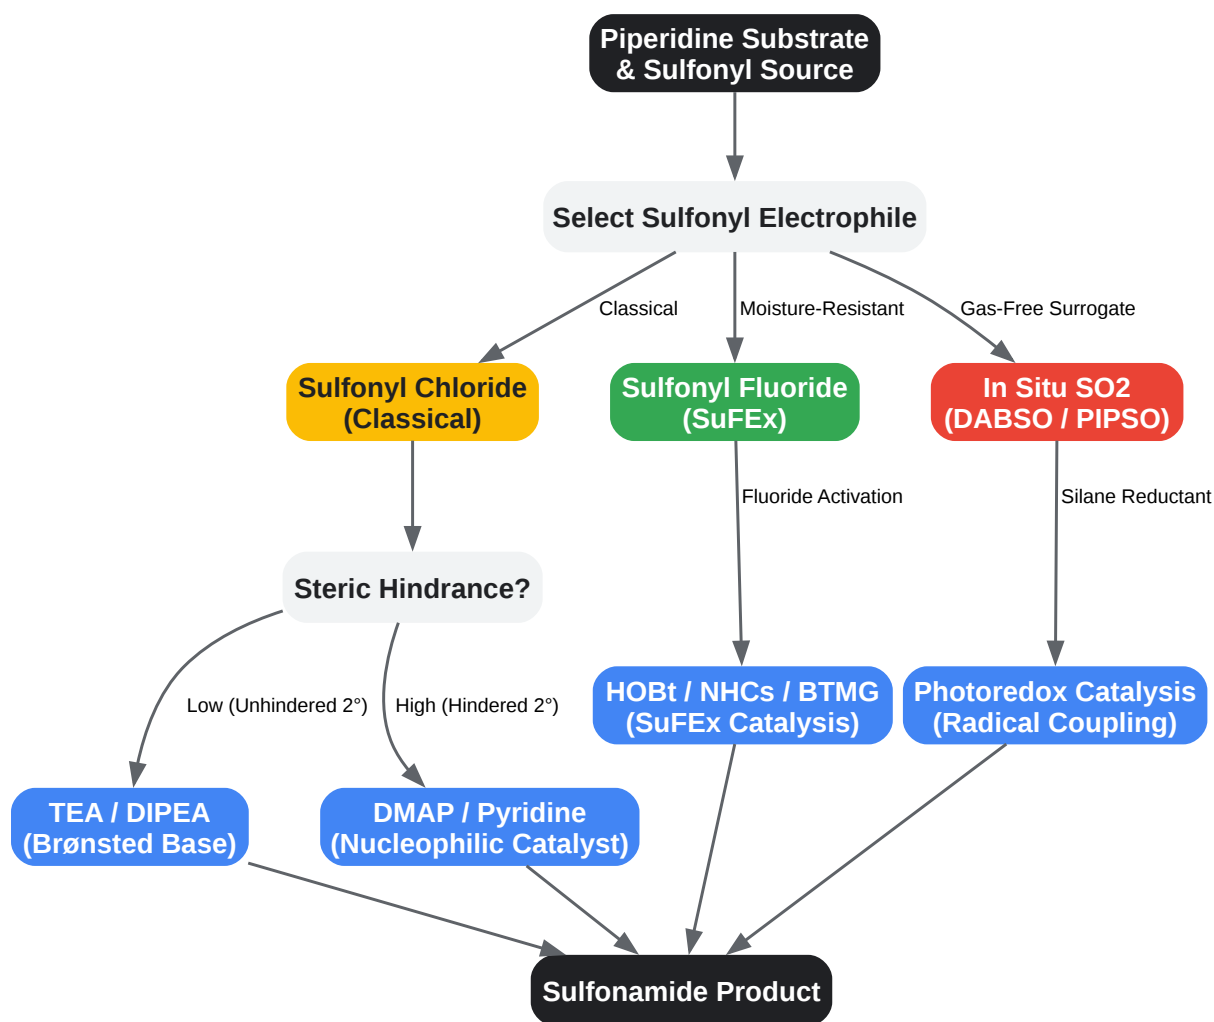 Piperidine Substrate
& Sulfonyl Source
Select Sulfonyl Electrophile
Classical
Moisture-Resistant
Gas-Free Surrogate
Sulfonyl Chloride
(Classical)
Sulfonyl Fluoride
(SuFEx)
In Situ SO2
(DABSO / PIPSO)
Fluoride Activation
Silane Reductant
Steric Hindrance?
Low (Unhindered 2°)
High (Hindered 2°)
HOBt / NHCs / BTMG
(SuFEx Catalysis)
Photoredox Catalysis
(Radical Coupling)
TEA / DIPEA
(Brønsted Base)
DMAP / Pyridine
(Nucleophilic Catalyst)
Sulfonamide Product